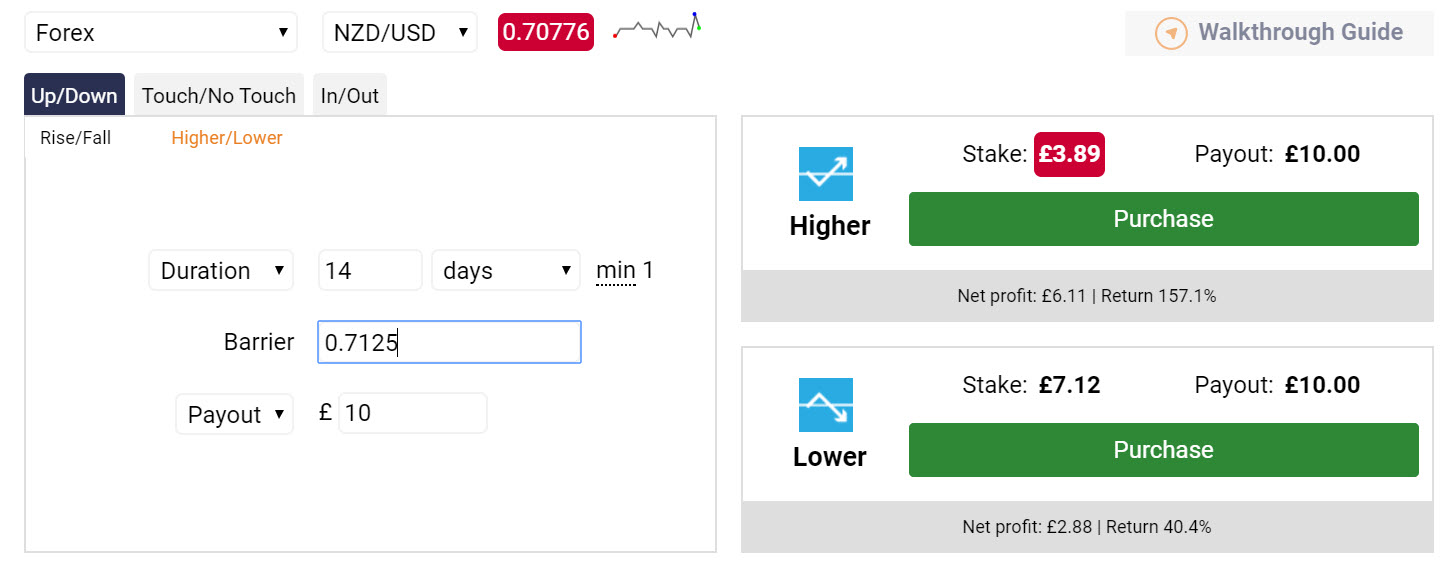 Forex
NZD/USD
0.70776
Walkthrough Guide
Up/Down
Touch/No Touch
In/Out
Rise/Fall
Higher/Lower
Duration
14
days
min 1
Barrier
0.7125
Payout
£
10
Stake: £3.89
Payout: £10.00
Higher
Purchase
Net profit: £6.11 | Return 157.1%
Stake: £7.12
Payout: £10.00
Lower
Purchase
Net profit: £2.88 | Return 40.4%